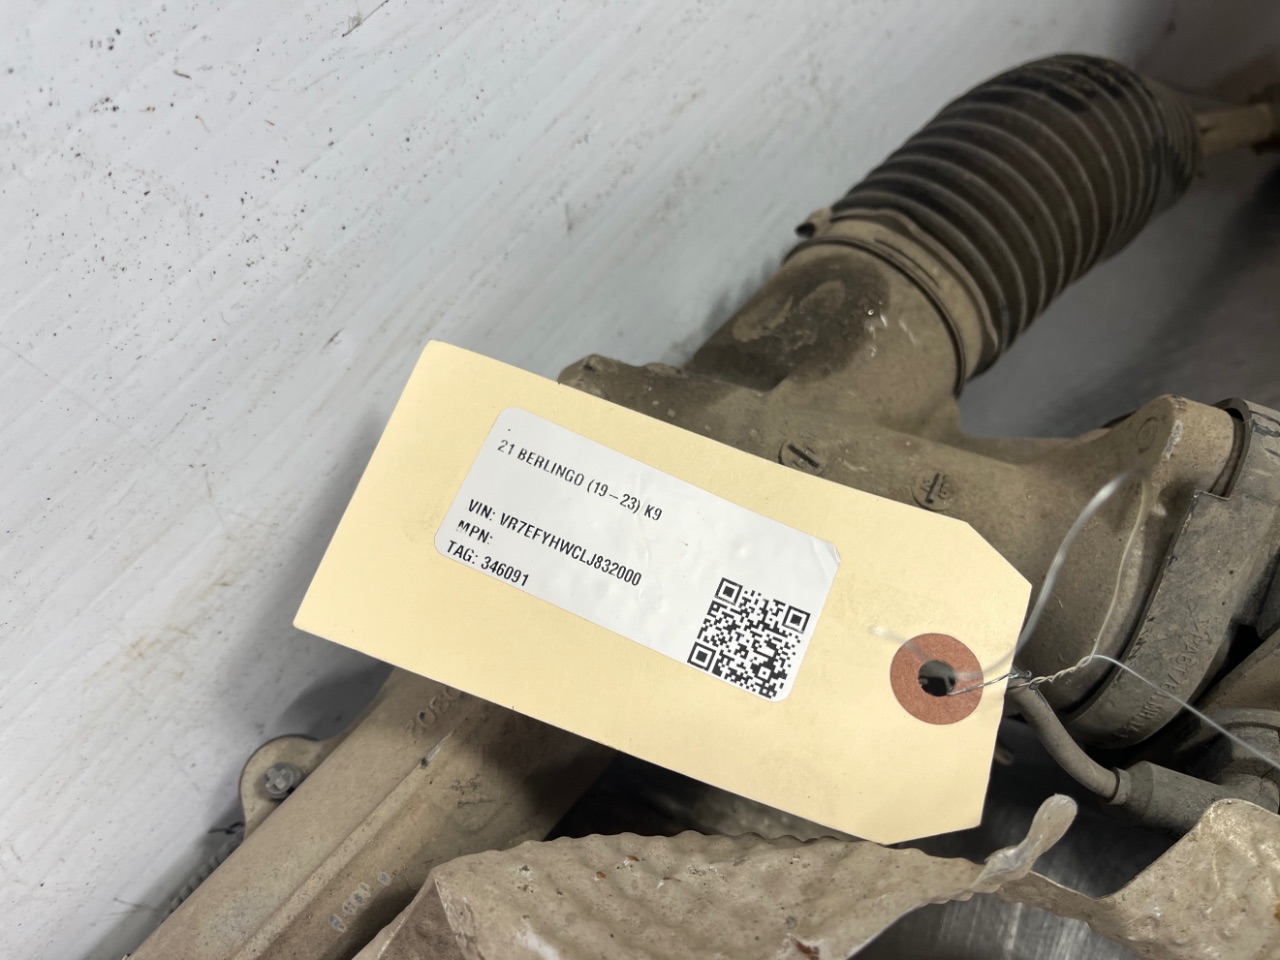 21 BERLINGO (19-23) K9
VIN: VR7EFYHWCLJ832000
MPN:
TAG: 346091